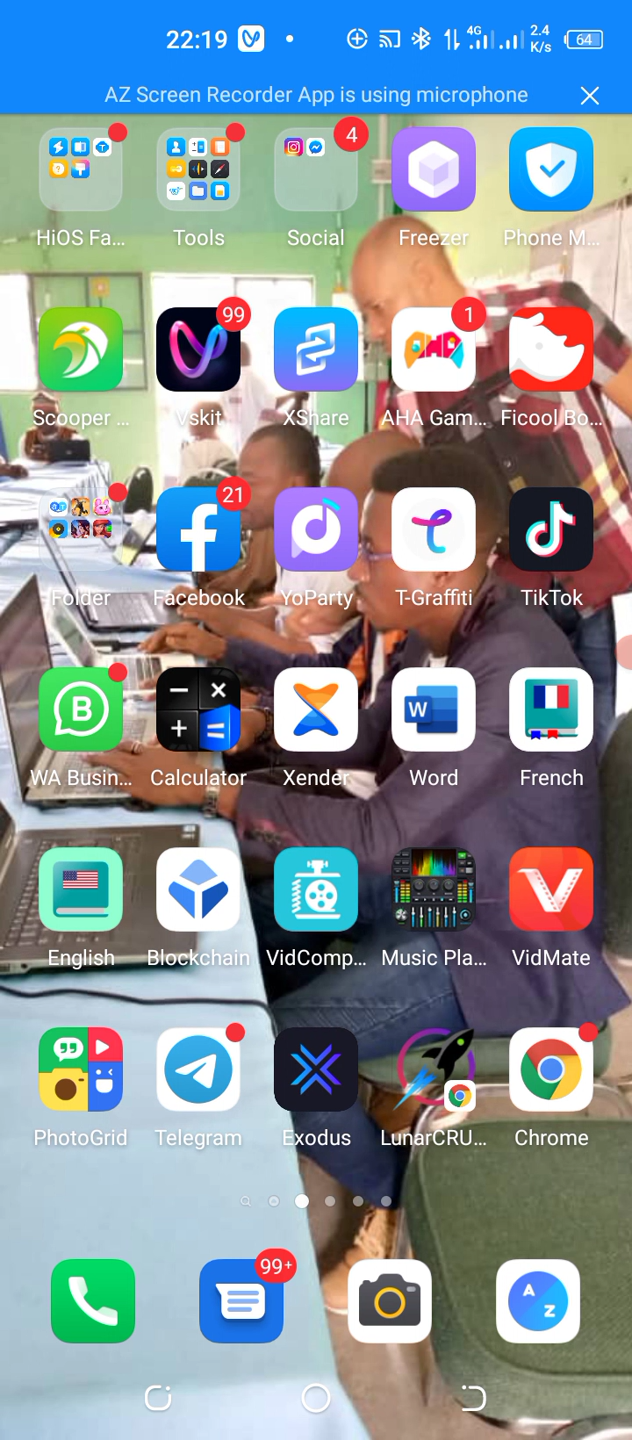 22:19 4G 2.4 K/s 64
AZ Screen Recorder App is using microphone
4
HiOS Fa... Tools Social Freezer Phone M...
99 1
Scooper ... Vskit XShare AHA Gam... Ficool Bo...
21
Folder Facebook YoParty T-Graffiti TikTok
B W
WA Busin... Calculator Xender Word French
English Blockchain VidComp... Music Pla... VidMate
PhotoGrid Telegram Exodus LunarCRU... Chrome
99+
A Z